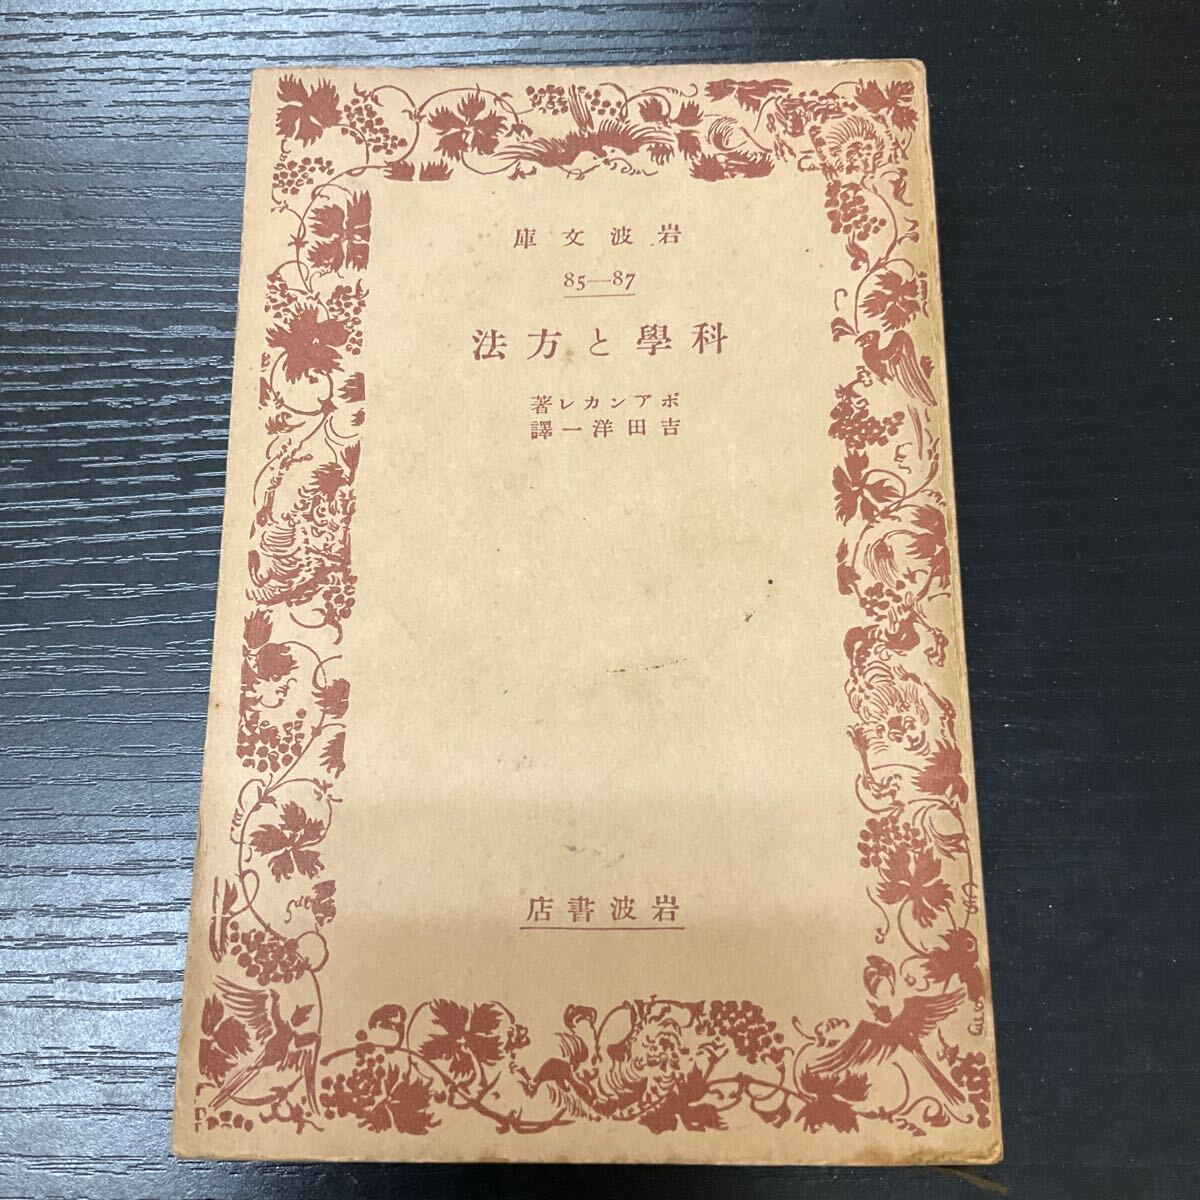 岩波文庫
85—87
科學と方法
ポアンカレ著
吉田洋一譯
岩波書店